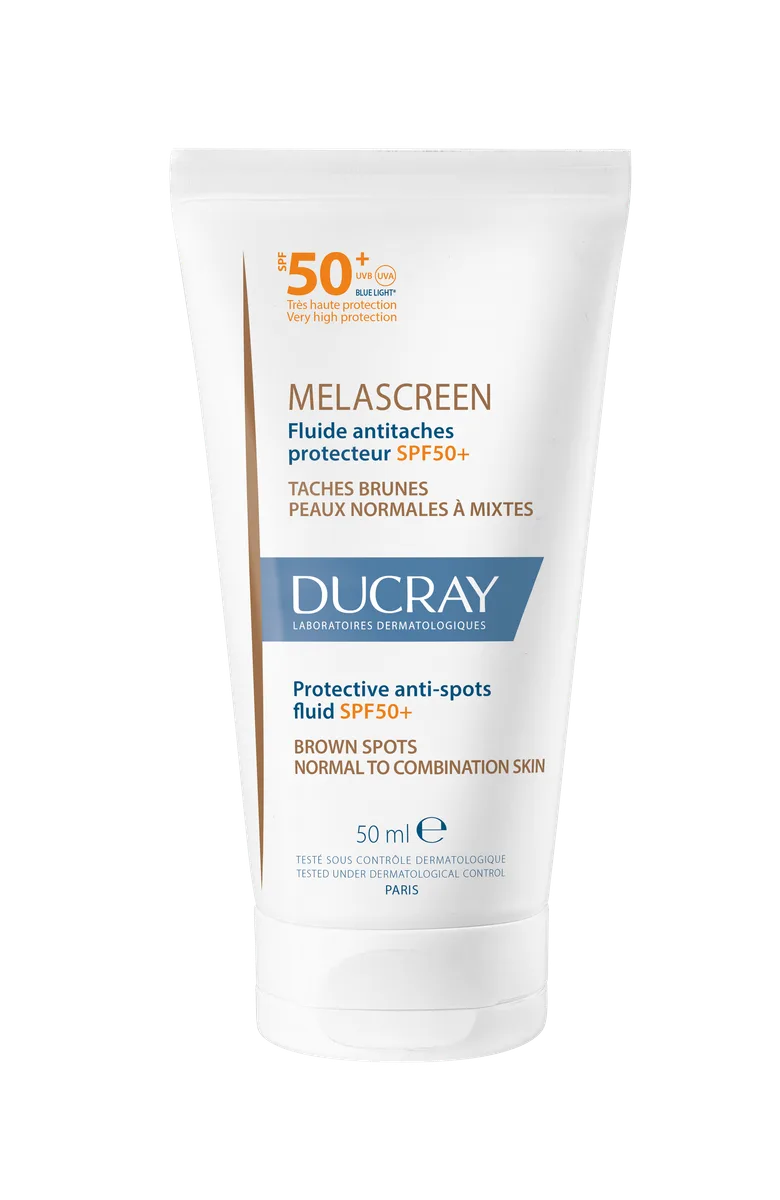 SPF 50+ UVB UVA
BLUE LIGHT*
Très haute protection
Very high protection
MELASCREEN
Fluide antitaches
protecteur SPF50+
TACHES BRUNES
PEAUX NORMALES À MIXTES
DUCRAY
LABORATOIRES DERMATOLOGIQUES
Protective anti-spots
fluid SPF50+
BROWN SPOTS
NORMAL TO COMBINATION SKIN
50 ml ℮
TESTÉ SOUS CONTRÔLE DERMATOLOGIQUE
TESTED UNDER DERMATOLOGICAL CONTROL
PARIS